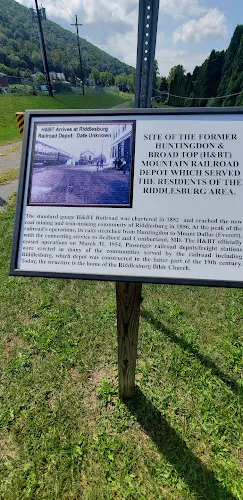 H&BT Arrives at Riddlesburg
Depot: Date Unknown
SITE OF THE FORMER
HUNTINGDON &
BROAD TOP (H&BT)
MOUNTAIN RAILROAD
DEPOT WHICH SERVED
THE RESIDENTS OF THE
RIDDLESBURG AREA.
The standard gauge H&BT Railroad was chartered in 1852 and reached the new
coal-mining and iron-making community of Riddlesburg in 1856. At the peak of the
railroad's operations, its rails stretched from Huntingdon to Mount Dallas (Everett),
with the connecting service to Bedford and Cumberland, MD. The H&BT officially
ceased operations on March 31, 1954. Passenger railroad depots/freight stations
were erected in many of the communities served by the railroad including
Riddlesburg, which depot was constructed in the latter part of the 19th century.
Today, the structure is the home of the Riddlesburg Bible Church.